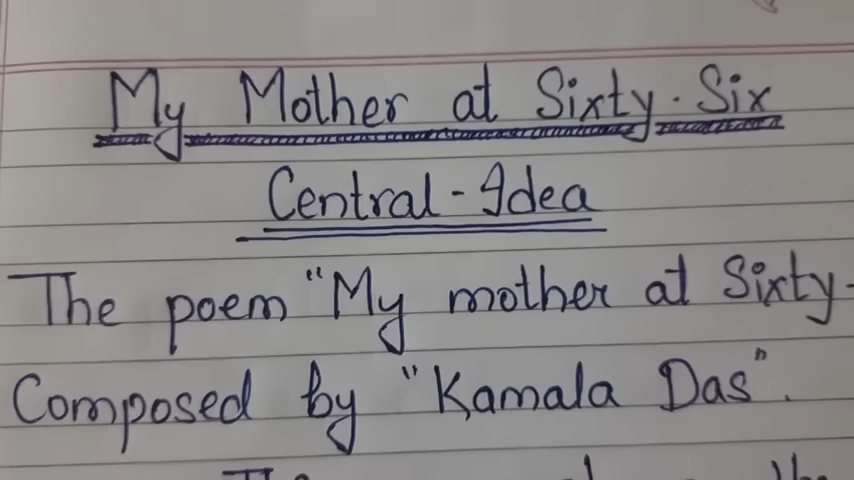 My Mother at Sixty-Six
Central-Idea
The poem "My mother at Sixty-
Composed by "Kamala Das".